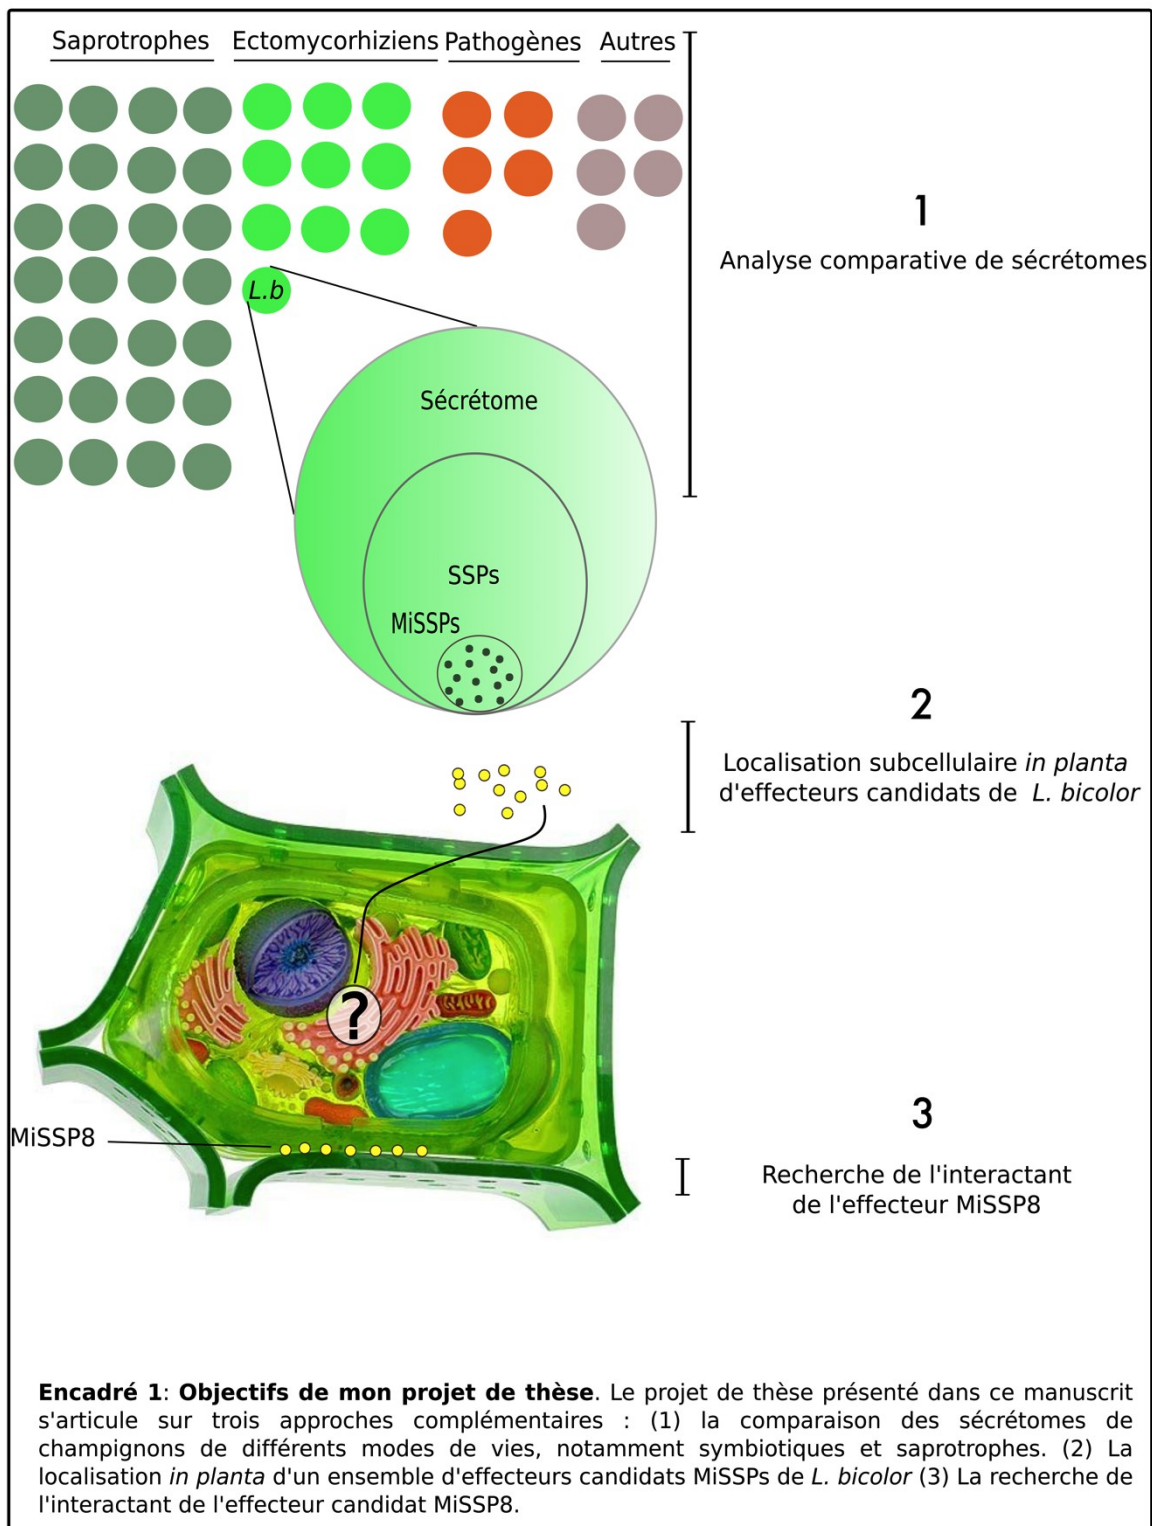 Saprotrophes Ectomycorhiziens Pathogènes Autres
1
Analyse comparative de sécrétomes
L.b
Sécrétome
SSPs
MiSSPs
2
Localisation subcellulaire in planta
d'effecteurs candidats de L. bicolor
?
MiSSP8
3
Recherche de l'interactant
de l'effecteur MiSSP8
Encadré 1: Objectifs de mon projet de thèse. Le projet de thèse présenté dans ce manuscrit
s'articule sur trois approches complémentaires : (1) la comparaison des sécrétomes de
champignons de différents modes de vies, notamment symbiotiques et saprotrophes. (2) La
localisation in planta d'un ensemble d'effecteurs candidats MiSSPs de L. bicolor (3) La recherche de
l'interactant de l'effecteur candidat MiSSP8.